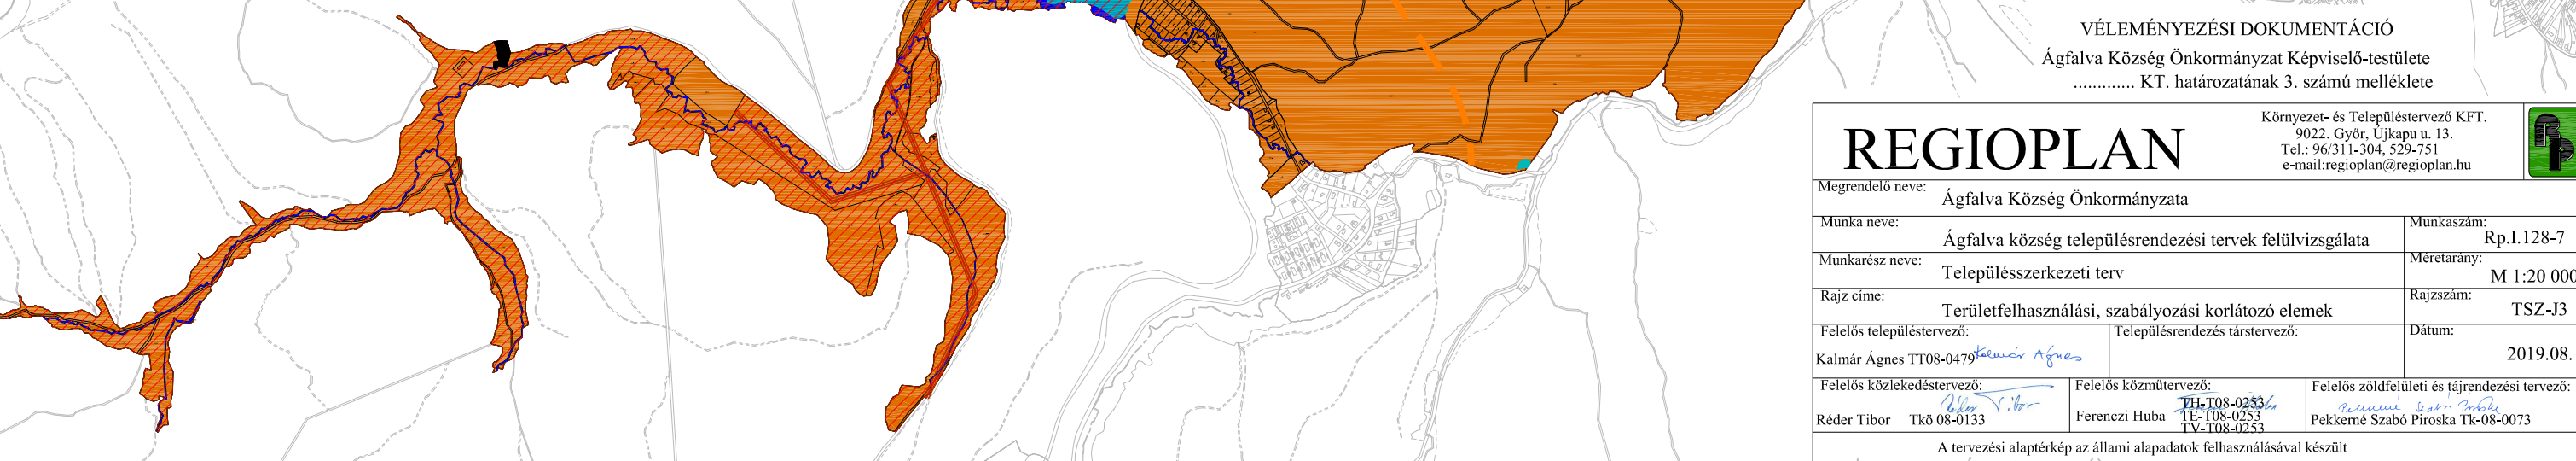 VÉLEMÉNYEZÉSI DOKUMENTÁCIÓ
Ágfalva Község Önkormányzat Képviselő-testülete
............. KT. határozatának 3. számú melléklete
REGIOPLAN
Környezet- és Településtervező KFT.
9022. Győr, Újkapu u. 13.
Tel.: 96/311-304, 529-751
e-mail:regioplan@regioplan.hu
Megrendelő neve:
Ágfalva Község Önkormányzata
Munka neve:
Ágfalva község településrendezési tervek felülvizsgálata
Munkaszám:
Rp.I.128-7
Munkarész neve:
Településszerkezeti terv
Méretarány:
M 1:20 000
Rajz címe:
Területfelhasználási, szabályozási korlátozó elemek
Rajzszám:
TSZ-J3
Felelős településtervező:
Kalmár Ágnes TT08-0479 Kalmár Ágnes
Településrendezés társtervező:
Dátum:
2019.08.
Felelős közlekedéstervező:
Réder Tibor Tkö 08-0133
Felelős közműtervező:
Ferenczi Huba
TH-T08-0253
TE-T08-0253
TV-T08-0253
Felelős zöldfelületi és tájrendezési tervező:
Pekkerné Szabó Piroska Tk-08-0073
A tervezési alaptérkép az állami alapadatok felhasználásával készült